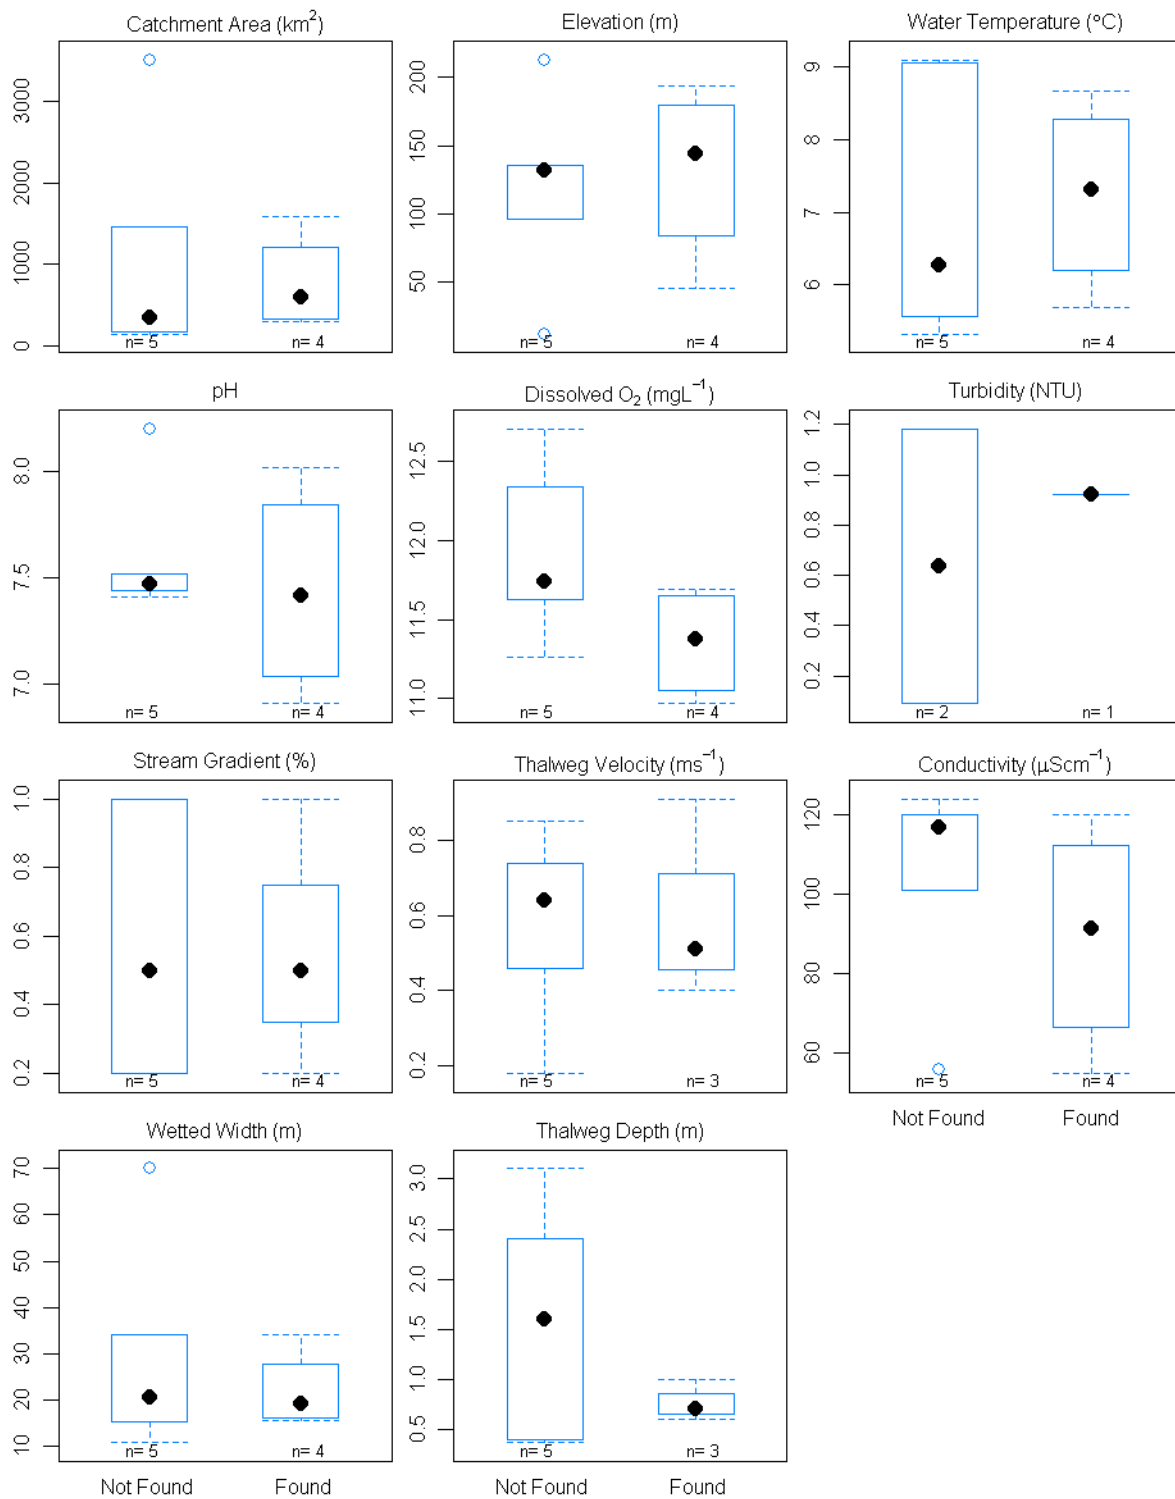 Catchment Area (km²)
3000
2000
1000
0
n= 5
n= 4
Elevation (m)
200
150
100
50
n= 5
n= 4
Water Temperature (°C)
9
8
7
6
n= 5
n= 4
pH
8.0
7.5
7.0
n= 5
n= 4
Dissolved O₂ (mgL⁻¹)
12.5
12.0
11.5
11.0
n= 5
n= 4
Turbidity (NTU)
1.2
1.0
0.8
0.6
0.4
0.2
n= 2
n= 1
Stream Gradient (%)
1.0
0.8
0.6
0.4
0.2
n= 5
n= 4
Thalweg Velocity (ms⁻¹)
0.8
0.6
0.4
0.2
n= 5
n= 3
Conductivity (μScm⁻¹)
120
100
80
60
n= 5
n= 4
Not Found
Found
Wetted Width (m)
70
60
50
40
30
20
10
n= 5
n= 4
Not Found
Found
Thalweg Depth (m)
3.0
2.5
2.0
1.5
1.0
0.5
n= 5
n= 3
Not Found
Found